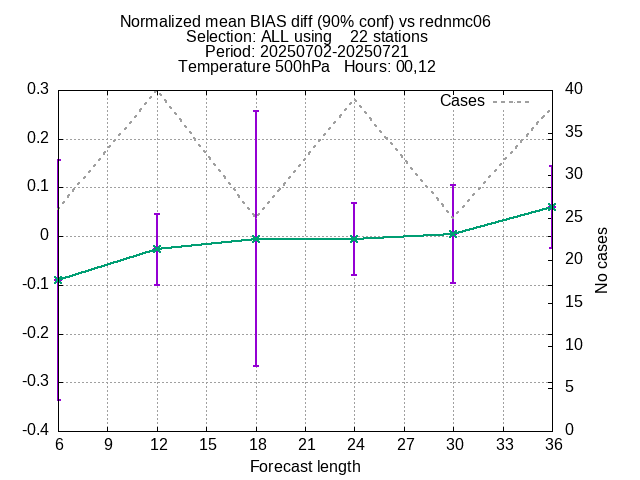 Normalized mean BIAS diff (90% conf) vs rednmc06
Selection: ALL using    22 stations
Period: 20250702-20250721
Temperature 500hPa   Hours: 00,12
Cases
0.3
0.2
0.1
0
-0.1
-0.2
-0.3
-0.4
40
35
30
25
20
15
10
5
0
No cases
6 9 12 15 18 21 24 27 30 33 36
Forecast length